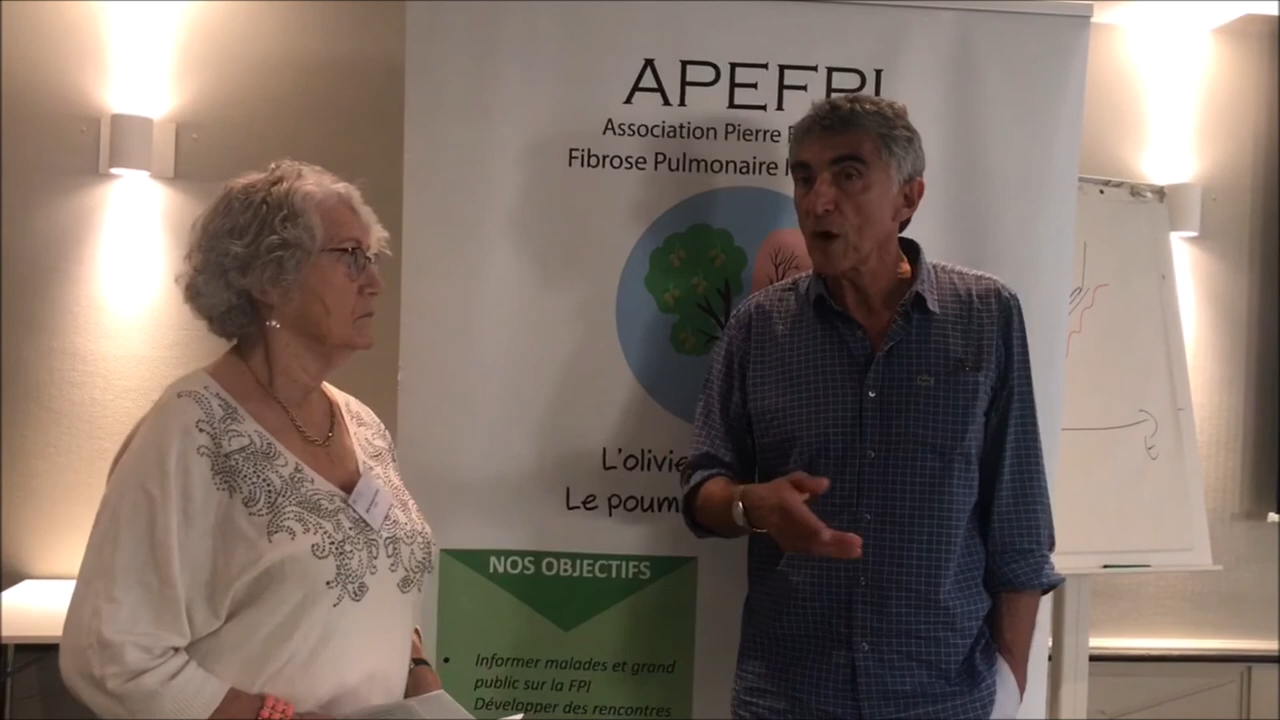 APEFPI
Association Pierre
Fibrose Pulmonaire
L'olivie
Le poum
NOS OBJECTIFS
• Informer malades et grand
public sur la FPI
Développer des rencontres